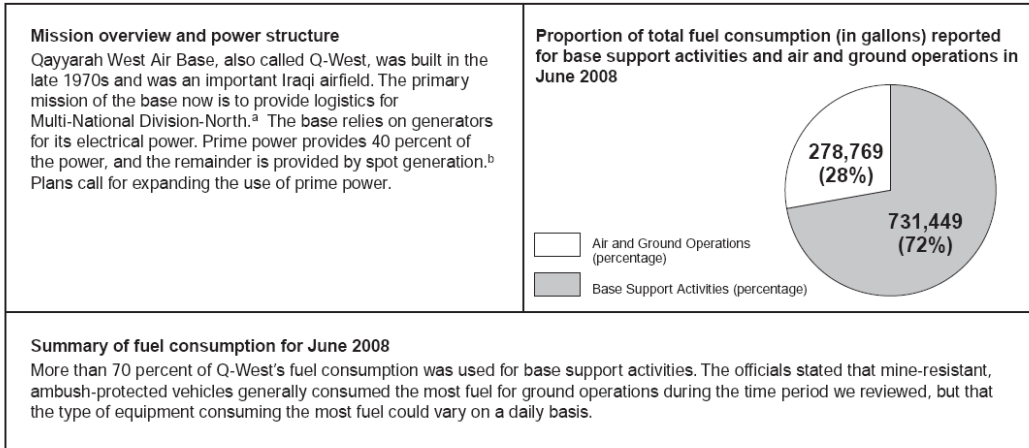 Mission overview and power structure
Qayyarah West Air Base, also called Q-West, was built in the
late 1970s and was an important Iraqi airfield. The primary
mission of the base now is to provide logistics for
Multi-National Division-North.a The base relies on generators
for its electrical power. Prime power provides 40 percent of
the power, and the remainder is provided by spot generation.b
Plans call for expanding the use of prime power.
Proportion of total fuel consumption (in gallons) reported
for base support activities and air and ground operations in
June 2008
278,769
(28%)
731,449
(72%)
Air and Ground Operations
(percentage)
Base Support Activities (percentage)
Summary of fuel consumption for June 2008
More than 70 percent of Q-West's fuel consumption was used for base support activities. The officials stated that mine-resistant,
ambush-protected vehicles generally consumed the most fuel for ground operations during the time period we reviewed, but that
the type of equipment consuming the most fuel could vary on a daily basis.